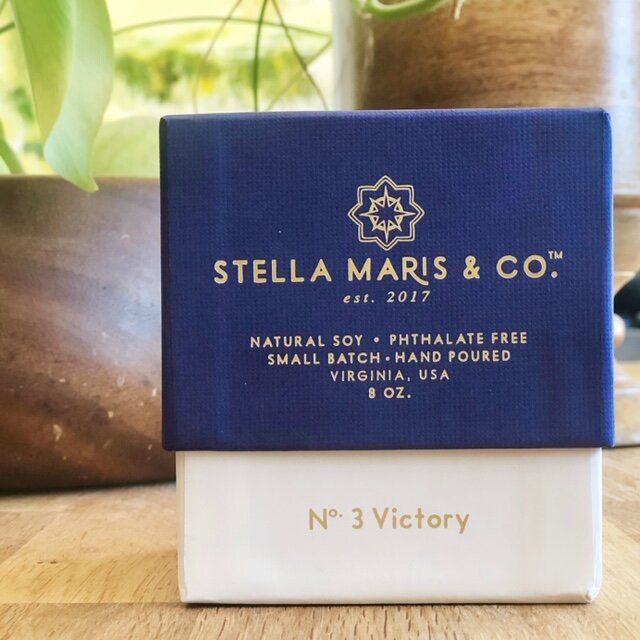 STELLA MARIS & CO.™
est. 2017
NATURAL SOY • PHTHALATE FREE
SMALL BATCH • HAND POURED
VIRGINIA, USA
8 OZ.
Nº. 3 Victory